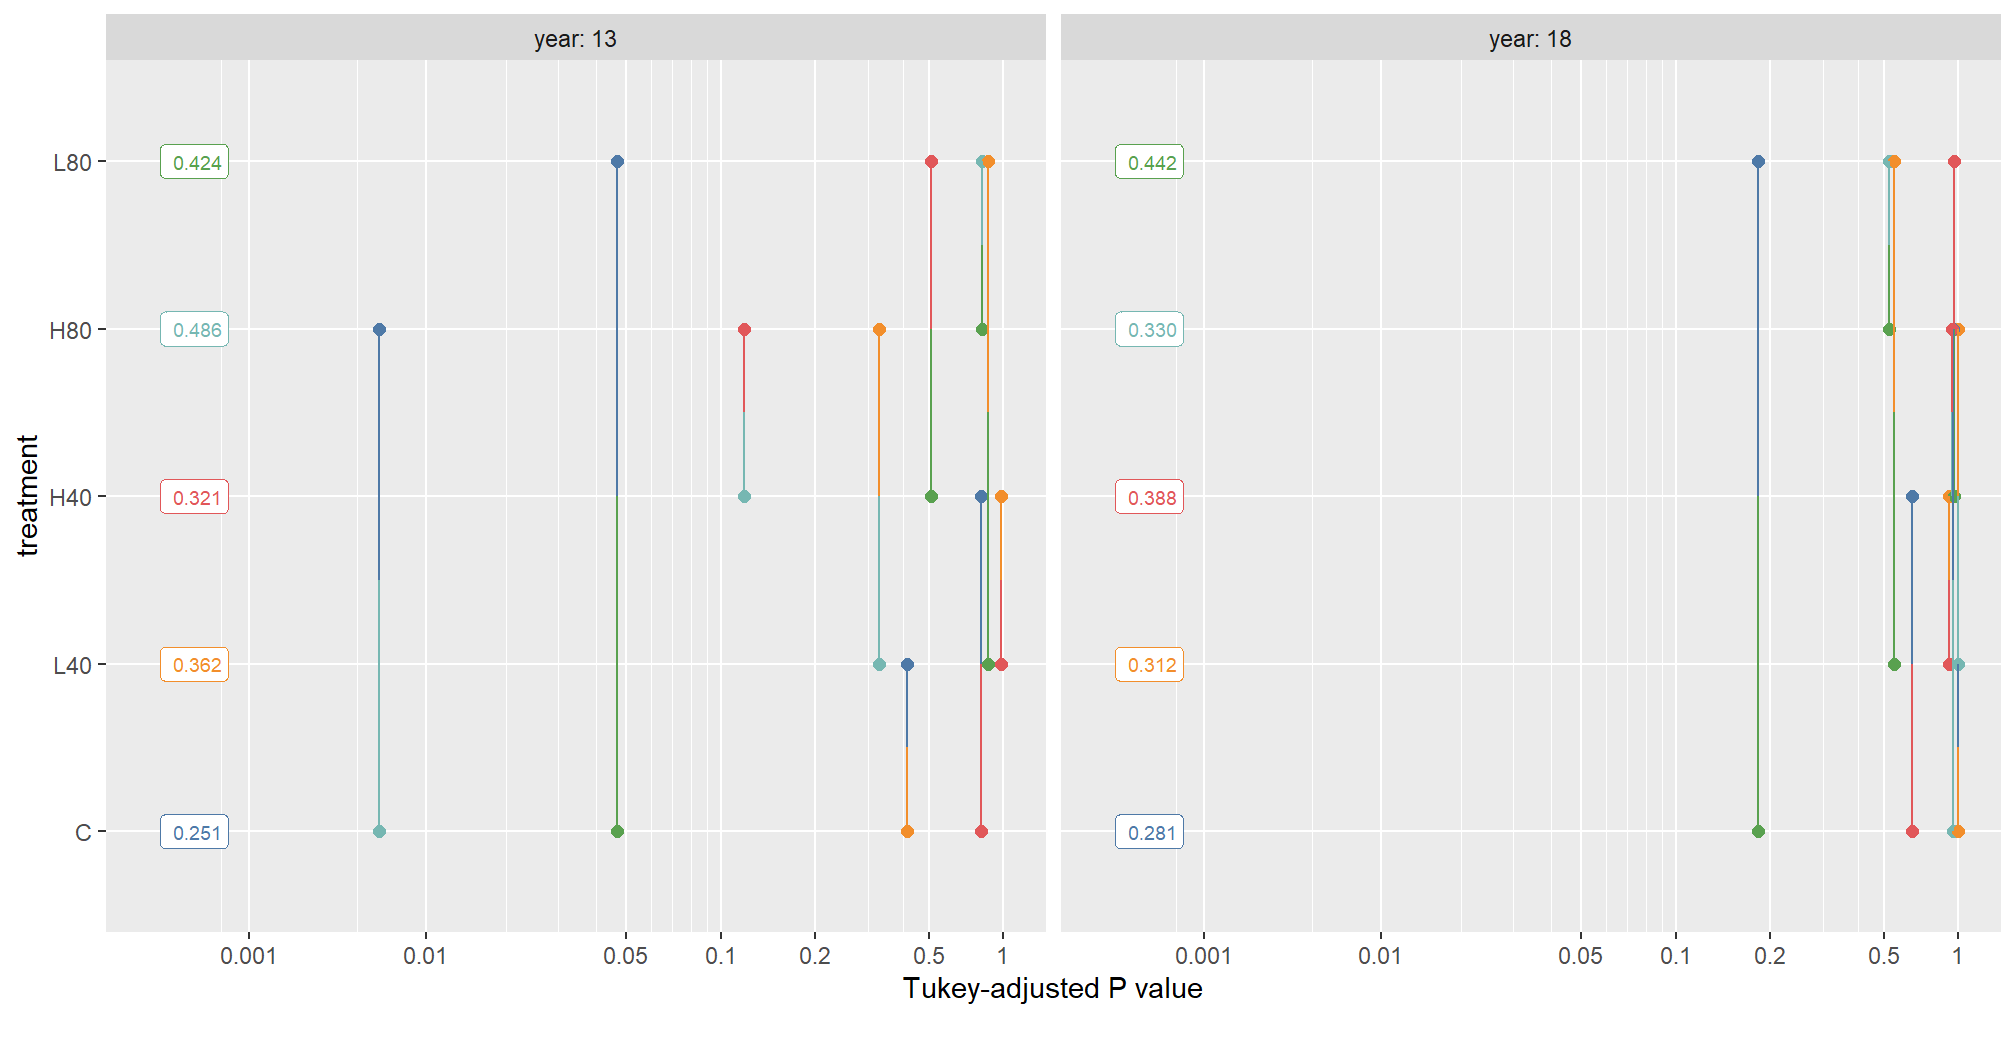 year: 13
year: 18
treatment
L80
0.424
0.442
H80
0.486
0.330
H40
0.321
0.388
L40
0.362
0.312
C
0.251
0.281
0.001 0.01 0.05 0.1 0.2 0.5 1
0.001 0.01 0.05 0.1 0.2 0.5 1
Tukey-adjusted P value